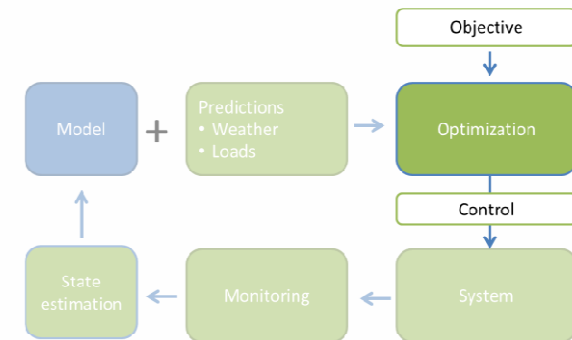 Objective
Model
+
Predictions
• Weather
• Loads
Optimization
Control
State
estimation
Monitoring
System